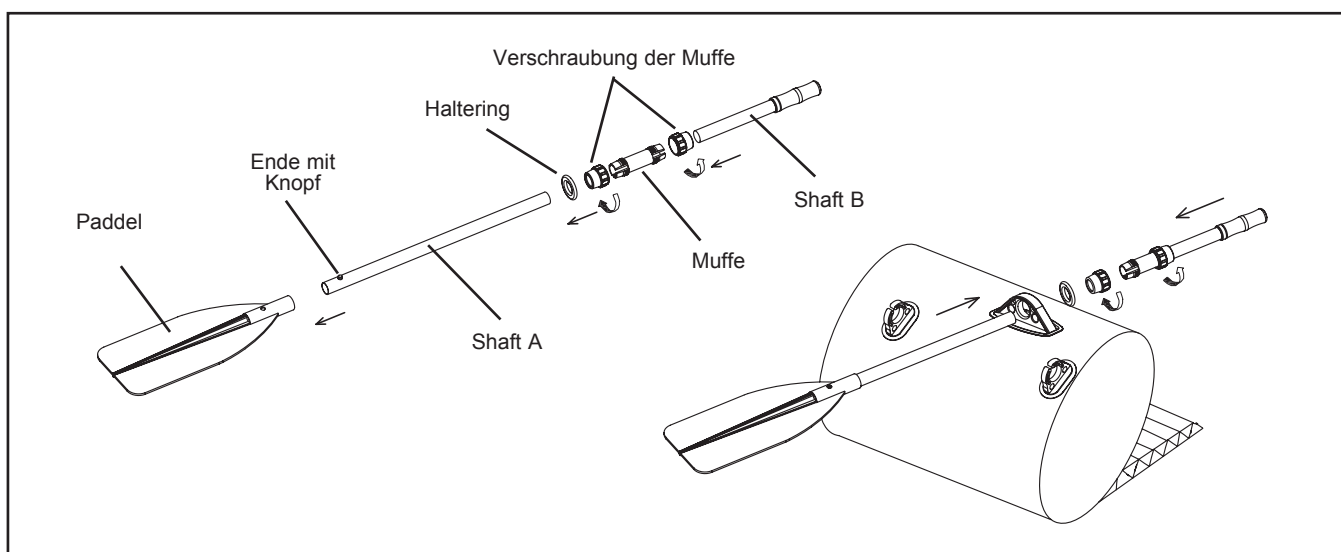 Verschraubung der Muffe
Haltering
Ende mit
Knopf
Shaft B
Paddel
Muffe
Shaft A